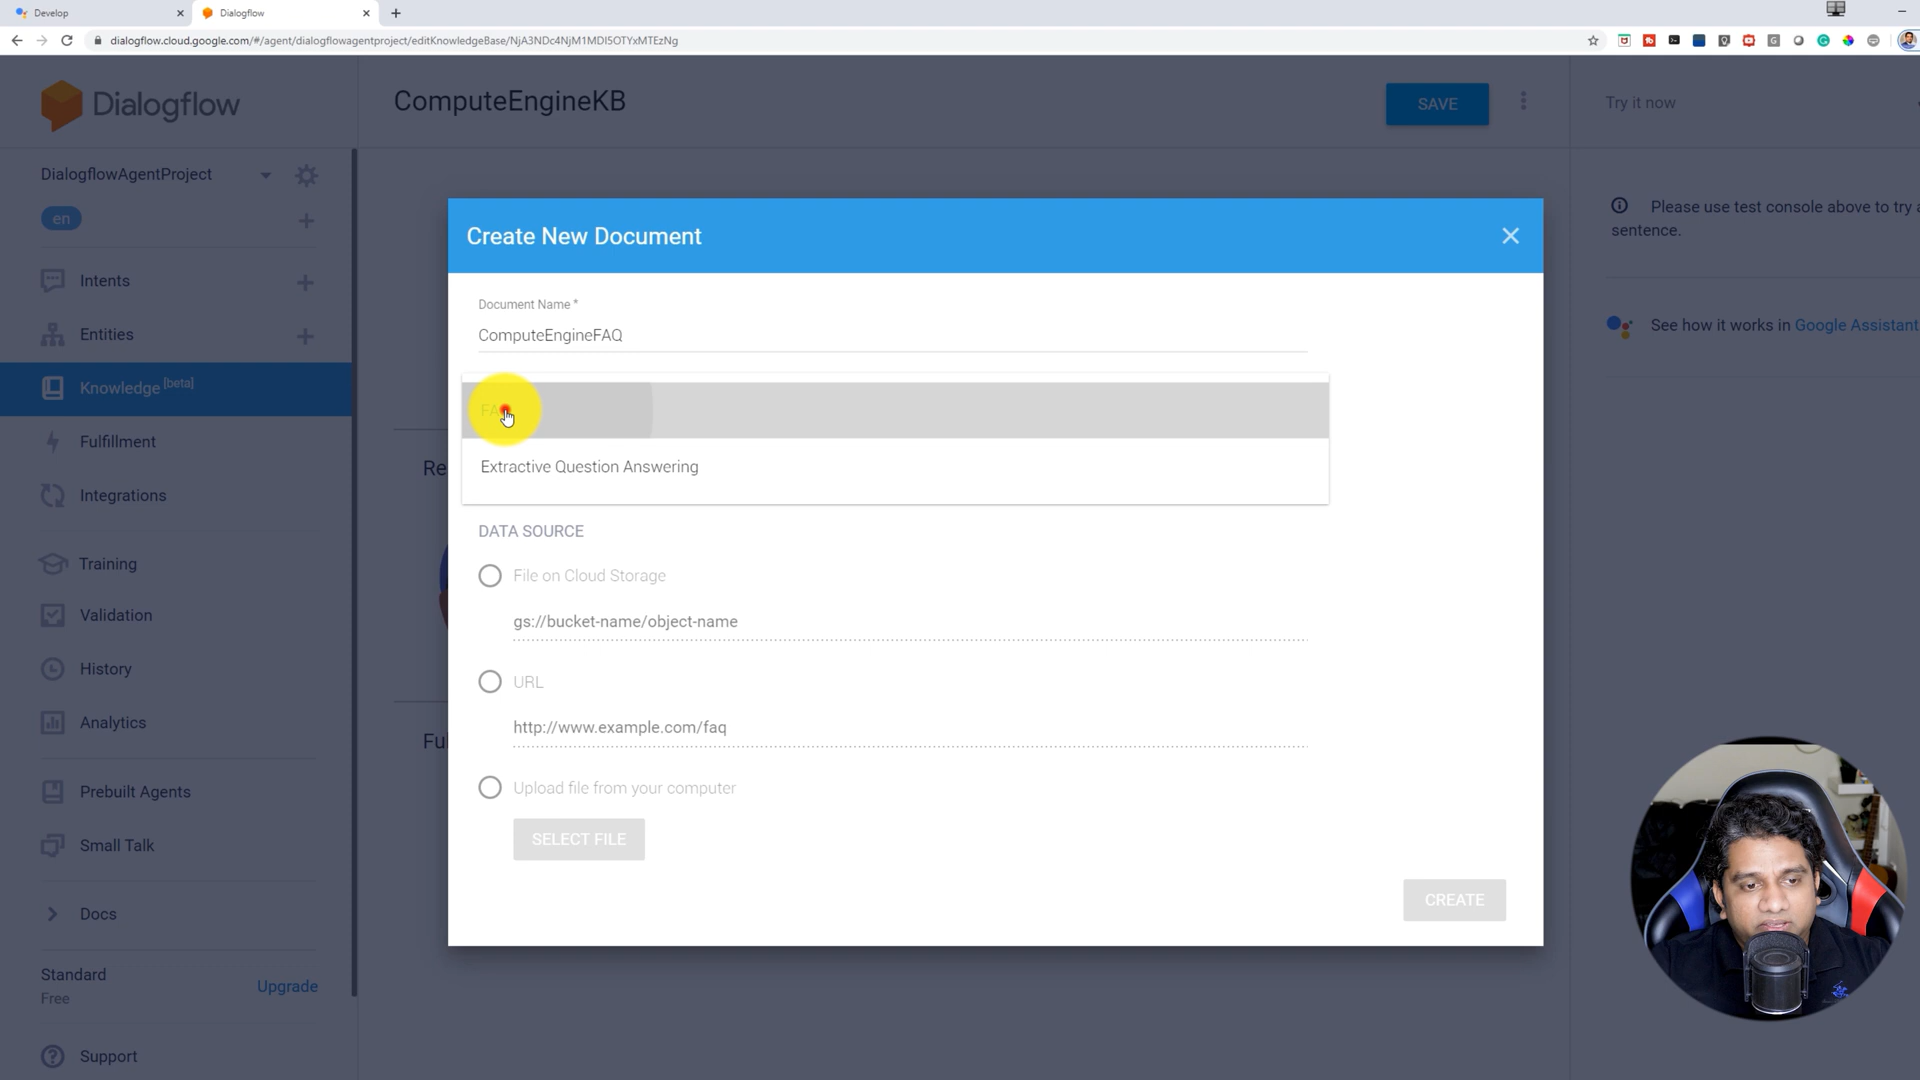 Develop
Dialogflow
dialogflow.cloud.google.com/#/agent/dialogflowagentproject/editKnowledgeBase/NjA3NDc4NjM1MDI5OTYxMTEzNg
Dialogflow
ComputeEngineKB
SAVE
Try it now
DialogflowAgentProject
en
Please use test console above to try a
sentence.
Create New Document
Intents
Document Name *
ComputeEngineFAQ
Entities
See how it works in Google Assistant
Knowledge [beta]
FAQ
Fulfillment
Re
Extractive Question Answering
Integrations
DATA SOURCE
Training
File on Cloud Storage
Validation
gs://bucket-name/object-name
History
URL
Analytics
http://www.example.com/faq
Fu
Prebuilt Agents
Upload file from your computer
Small Talk
SELECT FILE
CREATE
Docs
Standard
Free
Upgrade
Support